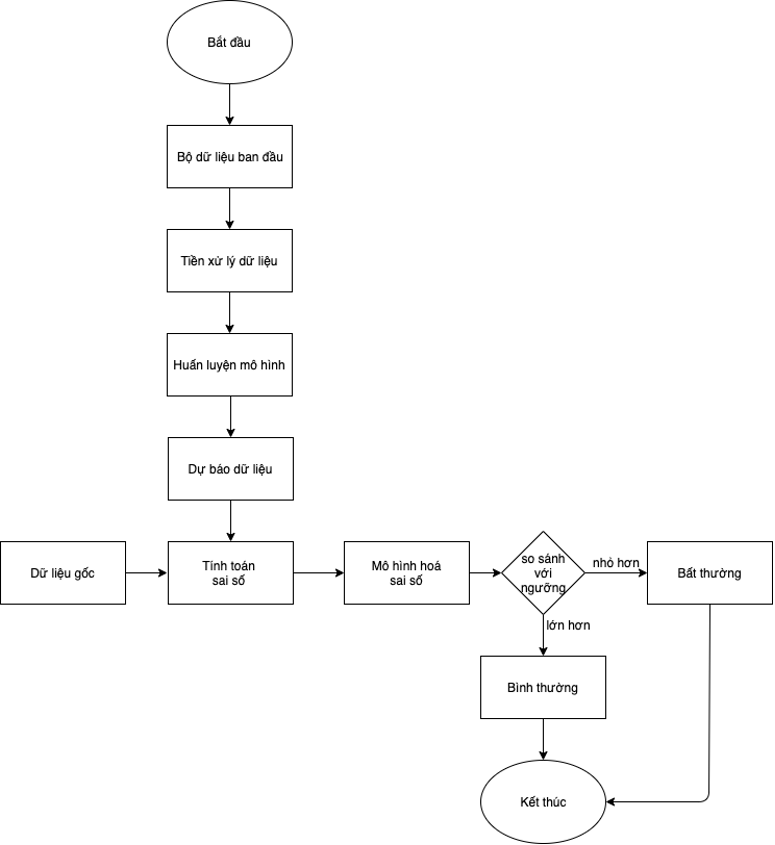 Bắt đầu
Bộ dữ liệu ban đầu
Tiền xử lý dữ liệu
Huấn luyện mô hình
Dự báo dữ liệu
Dữ liệu gốc
Tính toán
sai số
Mô hình hoá
sai số
so sánh
với
ngưỡng
nhỏ hơn
Bất thường
lớn hơn
Bình thường
Kết thúc